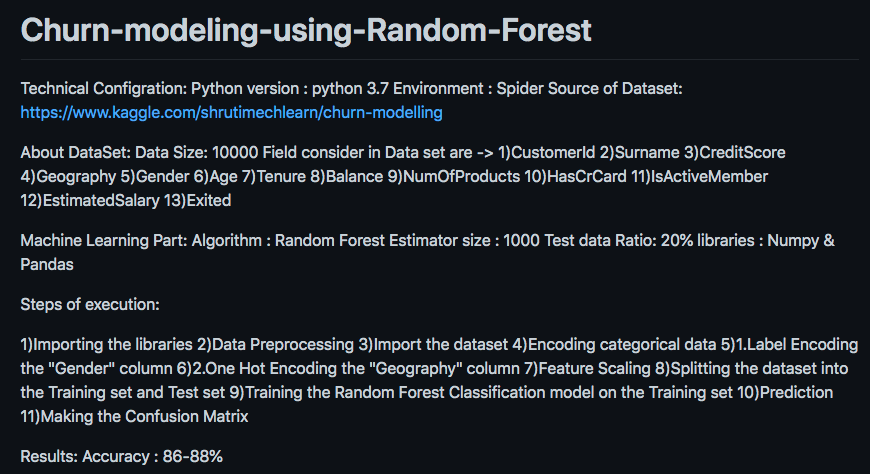 Churn-modeling-using-Random-Forest
Technical Configration: Python version : python 3.7 Environment : Spider Source of Dataset:
https://www.kaggle.com/shrutimechlearn/churn-modelling
About DataSet: Data Size: 10000 Field consider in Data set are -> 1)CustomerId 2)Surname 3)CreditScore
4)Geography 5)Gender 6)Age 7)Tenure 8)Balance 9)NumOfProducts 10)HasCrCard 11)IsActiveMember
12)EstimatedSalary 13)Exited
Machine Learning Part: Algorithm : Random Forest Estimator size : 1000 Test data Ratio: 20% libraries : Numpy &
Pandas
Steps of execution:
1)Importing the libraries 2)Data Preprocessing 3)Import the dataset 4)Encoding categorical data 5)1.Label Encoding
the "Gender" column 6)2.One Hot Encoding the "Geography" column 7)Feature Scaling 8)Splitting the dataset into
the Training set and Test set 9)Training the Random Forest Classification model on the Training set 10)Prediction
11)Making the Confusion Matrix
Results: Accuracy : 86-88%